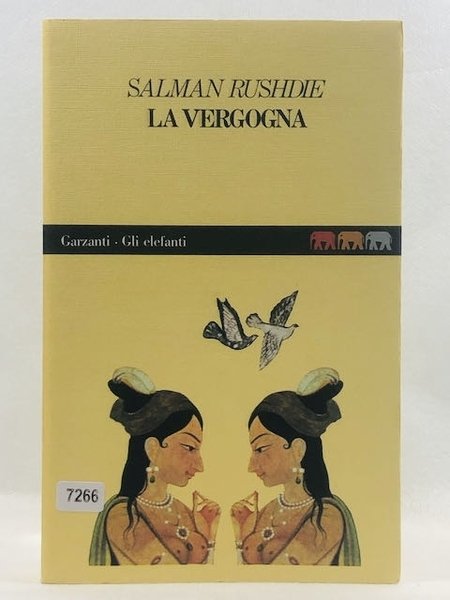 SALMAN RUSHDIE
LA VERGOGNA
Garzanti · Gli elefanti
7266